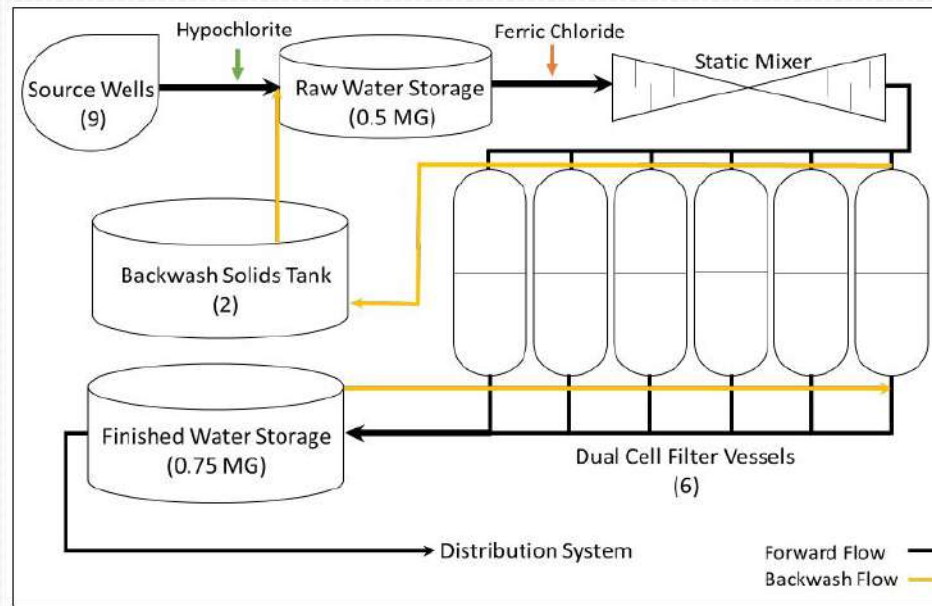 Hypochlorite
Ferric Chloride
Static Mixer
Source Wells
(9)
Raw Water Storage
(0.5 MG)
Backwash Solids Tank
(2)
Finished Water Storage
(0.75 MG)
Dual Cell Filter Vessels
(6)
Distribution System
Forward Flow
Backwash Flow